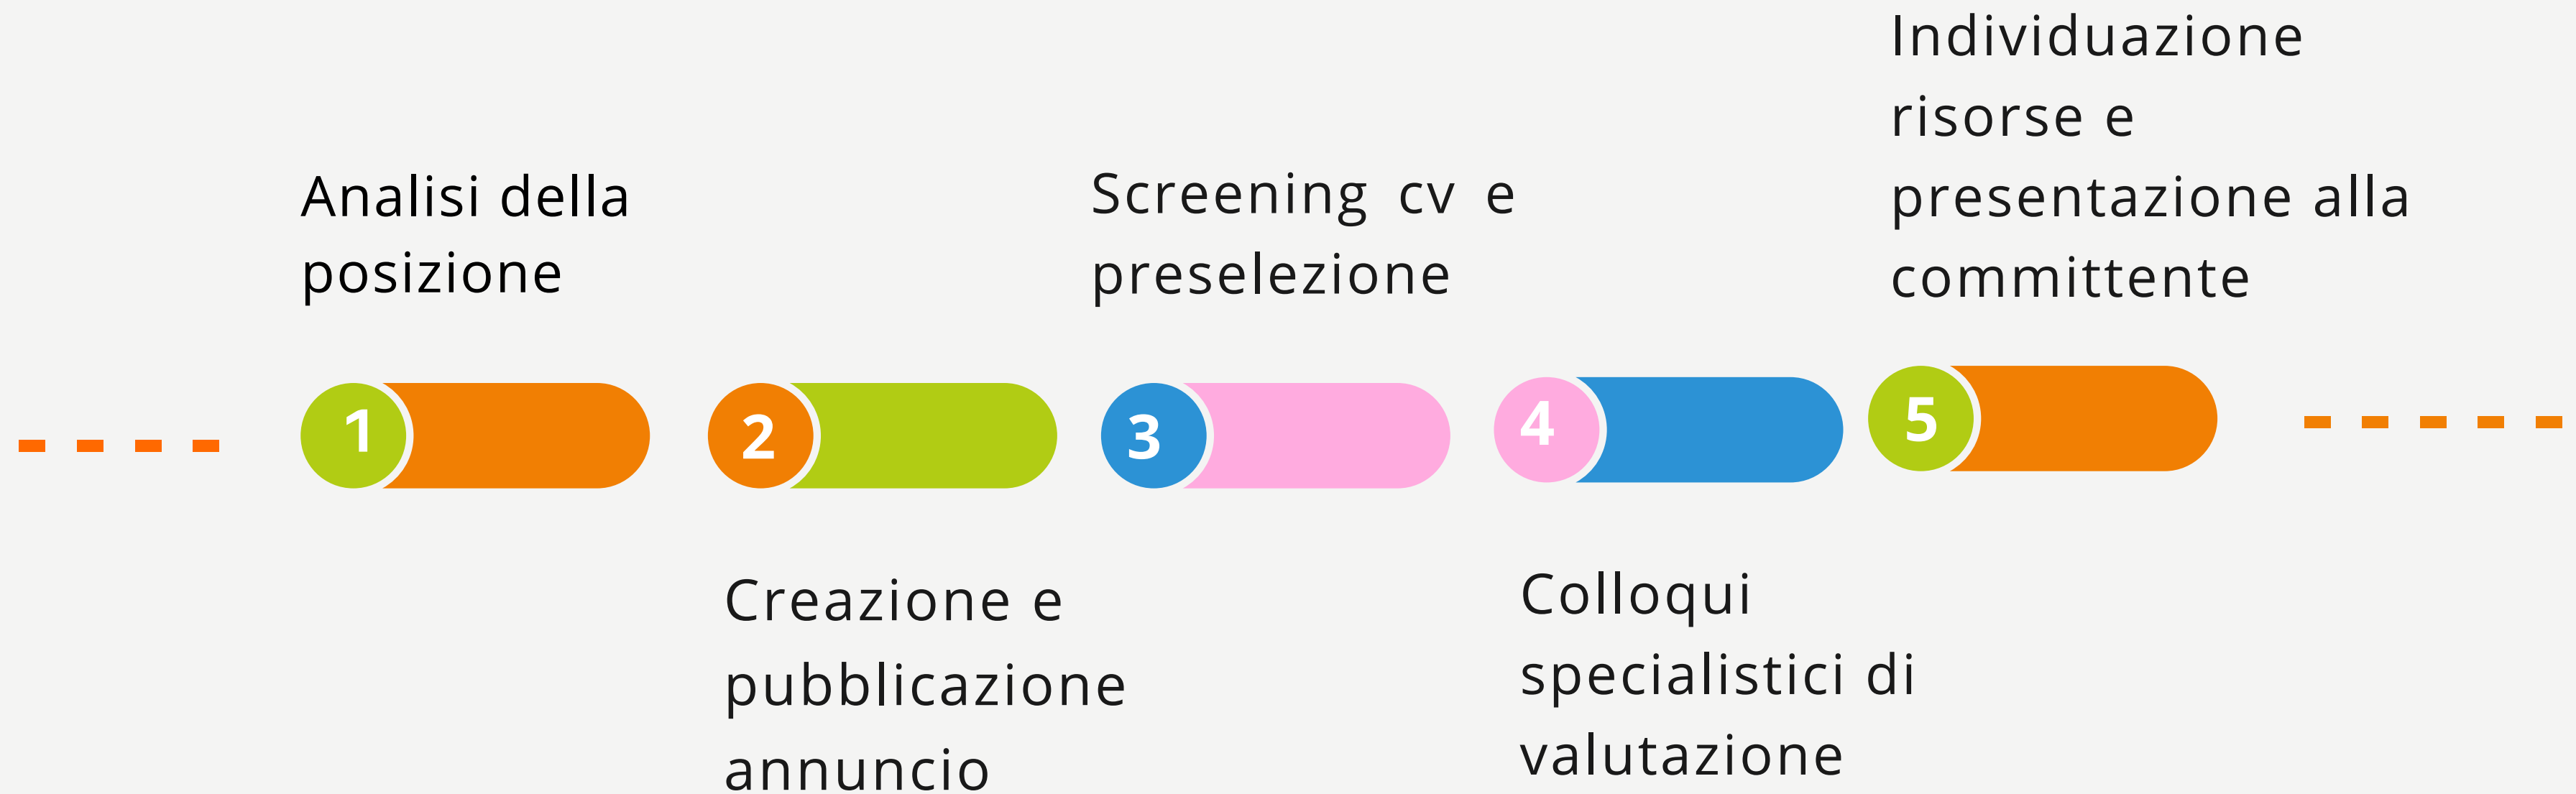 Analisi della
posizione
1
2
Creazione e
pubblicazione
annuncio
Screening cv e
preselezione
3
4
Colloqui
specialistici di
valutazione
Individuazione
risorse e
presentazione alla
committente
5